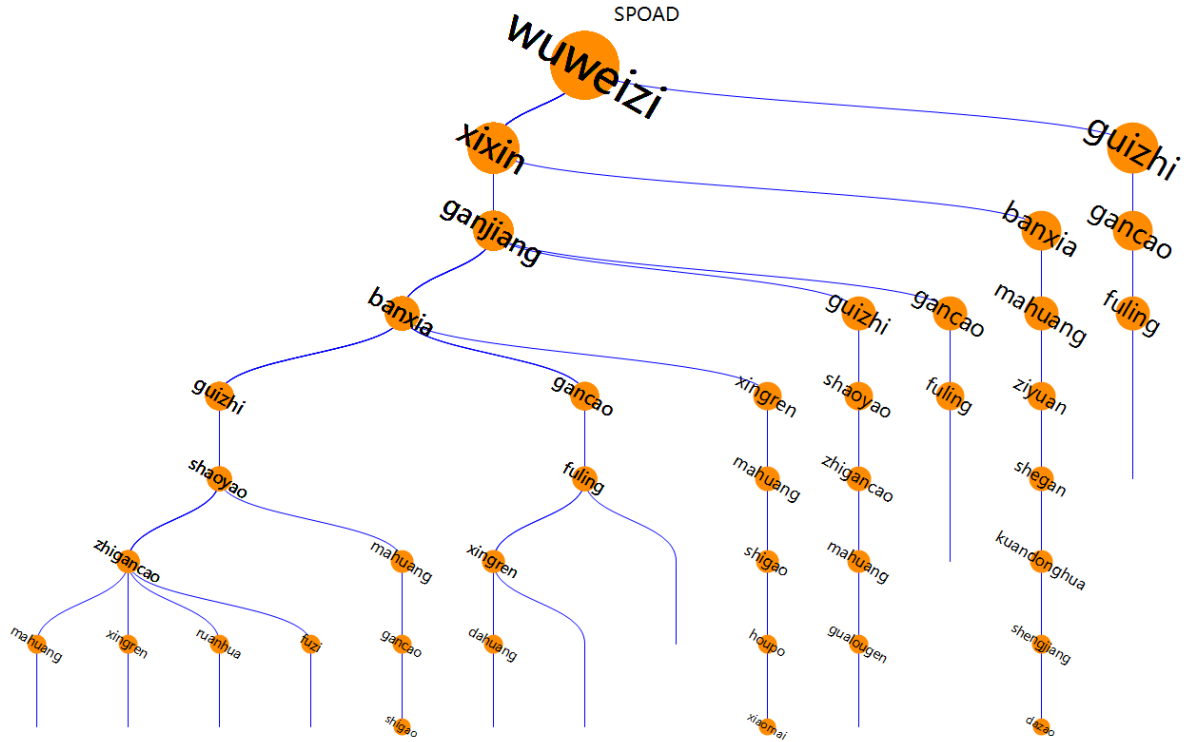 SPOAD
wuweizi
xixin
guizhi
ganjiang
banxia
gancao
banxia
guizhi
gancao
mahuang
fuling
guizhi
gancao
xingren
shaoyao
fuling
ziyuan
shaoyao
fuling
mahuang
zhigancao
shegan
zhigancao
mahuang
xingren
shigao
mahuang
kuandonghua
mahuang
xingren
ruanhua
fuzi
gancao
dahuang
houpo
gualougen
shengjiang
shigao
xiaomai
dazao